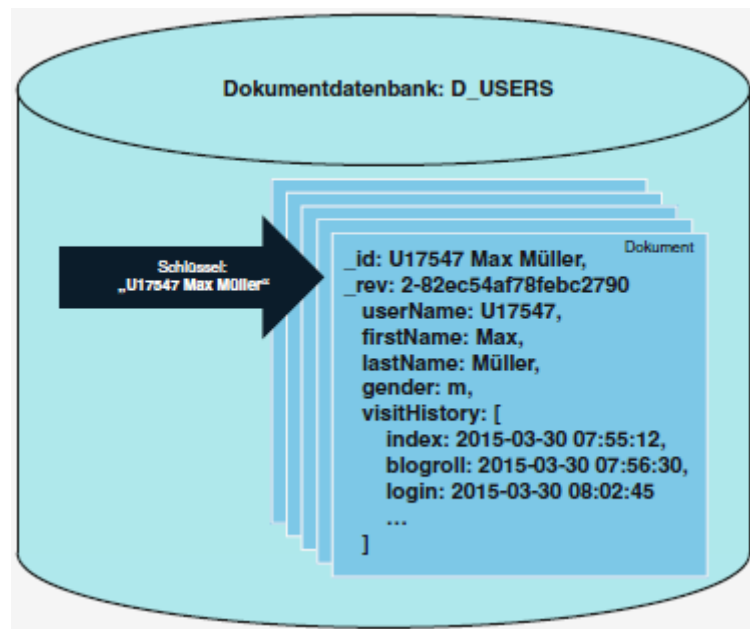 Dokumentdatenbank: D_USERS
Dokument
Schlüssel:
„U17547 Max Müller“
_id: U17547 Max Müller,
_rev: 2-82ec54af78febc2790
userName: U17547,
firstName: Max,
lastName: Müller,
gender: m,
visitHistory: [
index: 2015-03-30 07:55:12,
blogroll: 2015-03-30 07:56:30,
login: 2015-03-30 08:02:45
...
]